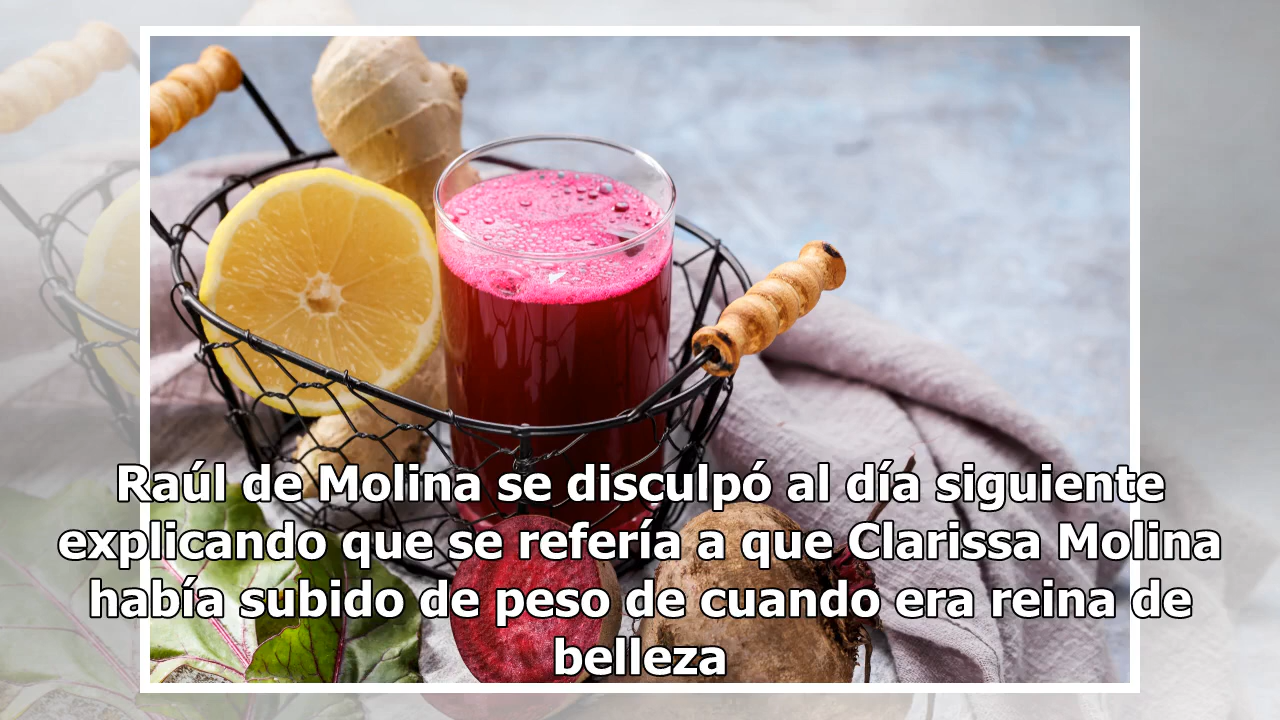 Raúl de Molina se disculpó al día siguiente
explicando que se refería a que Clarissa Molina
había subido de peso de cuando era reina de
belleza